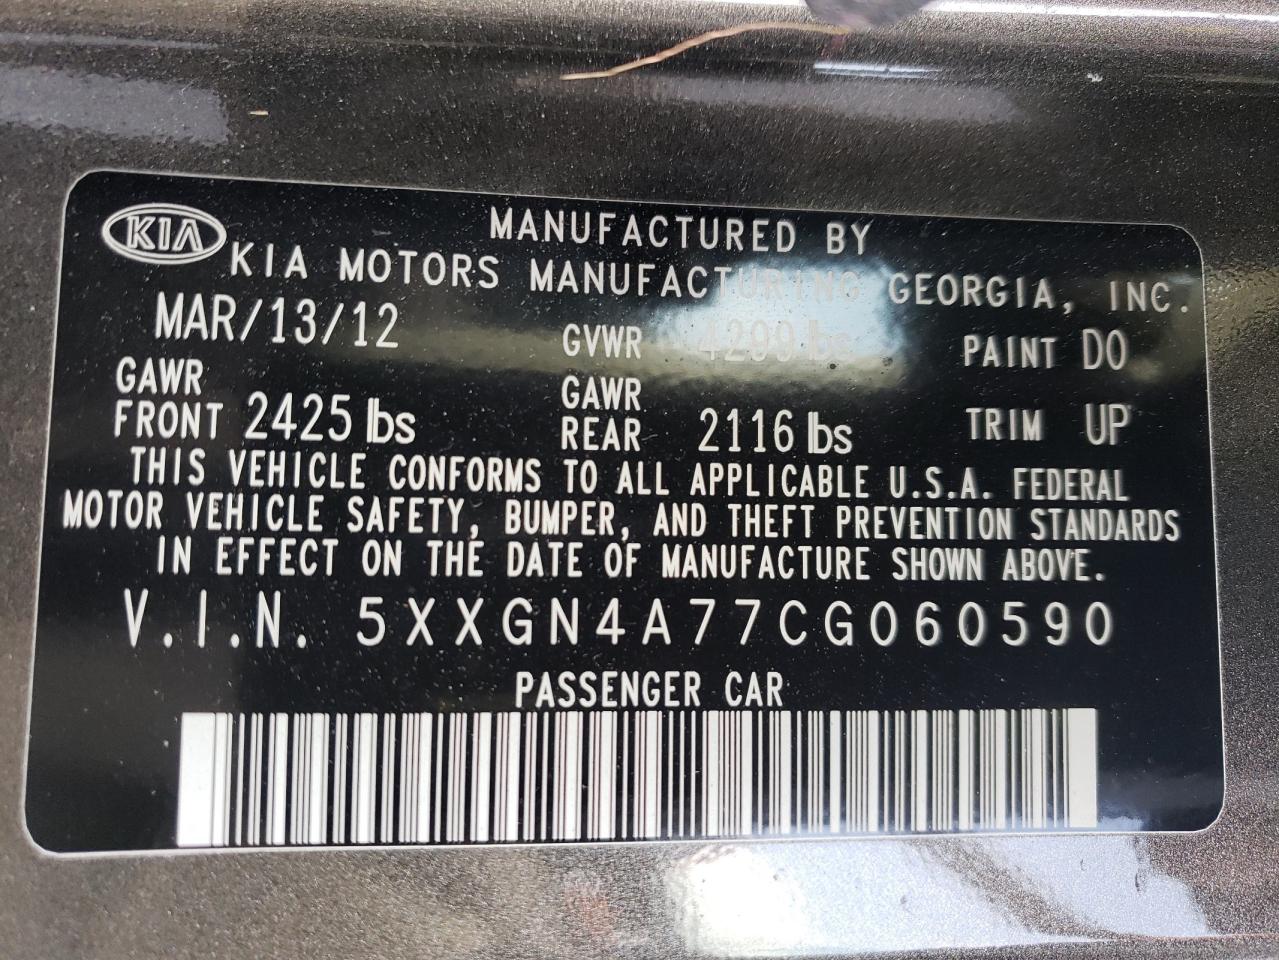 KIA
MANUFACTURED BY
KIA MOTORS MANUFACTURING GEORGIA, INC.
MAR/13/12 GVWR 4299 lbs PAINT D0
GAWR FRONT 2425 lbs GAWR REAR 2116 lbs TRIM UP
THIS VEHICLE CONFORMS TO ALL APPLICABLE U.S.A. FEDERAL
MOTOR VEHICLE SAFETY, BUMPER, AND THEFT PREVENTION STANDARDS
IN EFFECT ON THE DATE OF MANUFACTURE SHOWN ABOVE.
V.I.N. 5XXGN4A77CG060590
PASSENGER CAR